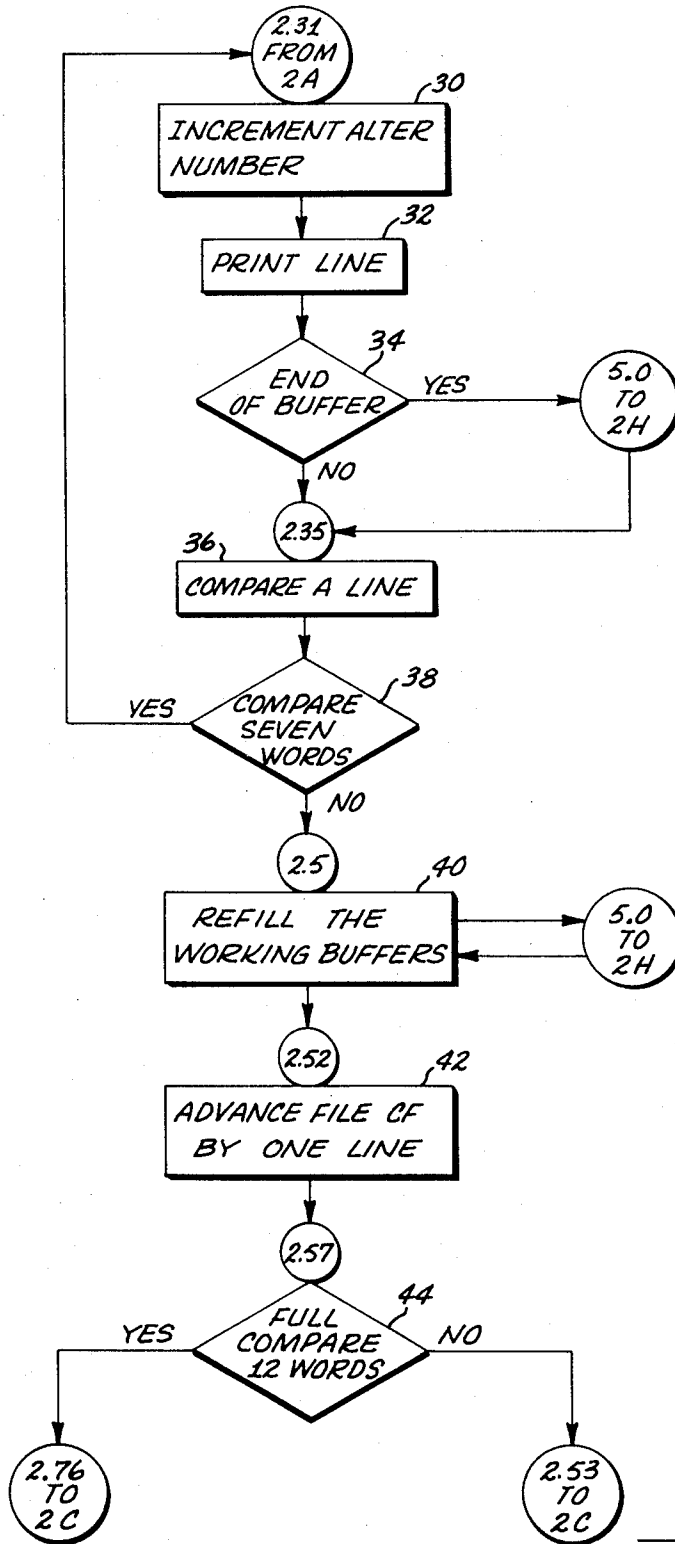 2.31
FROM
2A
30
INCREMENT ALTER
NUMBER
32
PRINT LINE
34
END
OF BUFFER
YES
5.0
TO
2H
NO
2.35
36
COMPARE A LINE
38
YES
COMPARE
SEVEN
WORDS
NO
2.5
40
REFILL THE
WORKING BUFFERS
5.0
TO
2H
2.52
42
ADVANCE FILE CF
BY ONE LINE
2.57
44
YES
FULL
COMPARE
12 WORDS
NO
2.76
TO
2C
2.53
TO
2C